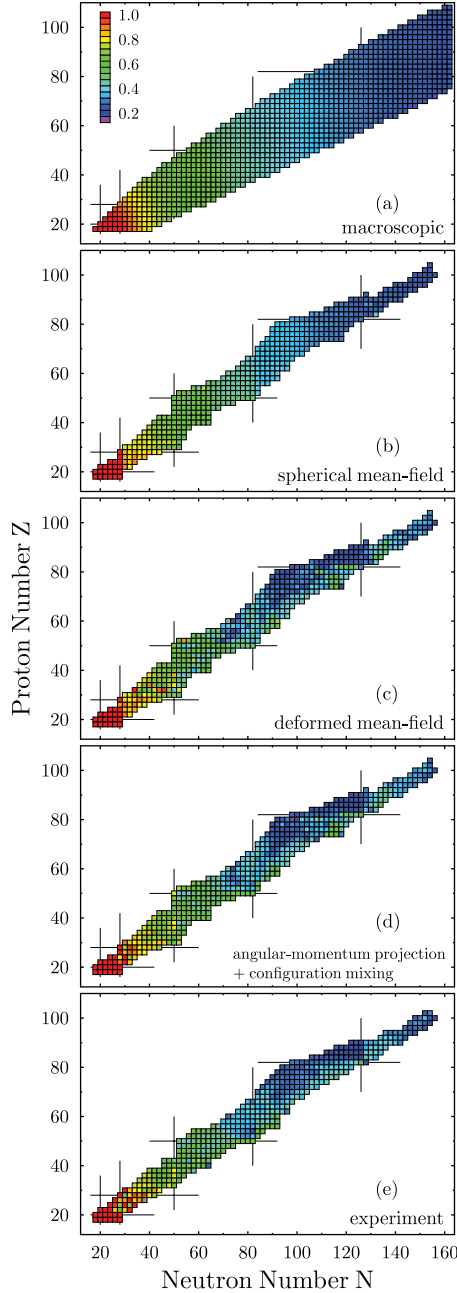 1.0
0.8
0.6
0.4
0.2
100
80
60
40
20
(a)
macroscopic
100
80
60
40
20
(b)
spherical mean-field
100
80
60
40
20
(c)
deformed mean-field
100
80
60
40
20
(d)
angular-momentum projection
+ configuration mixing
100
80
60
40
20
(e)
experiment
20 40 60 80 100 120 140 160
Neutron Number N
Proton Number Z